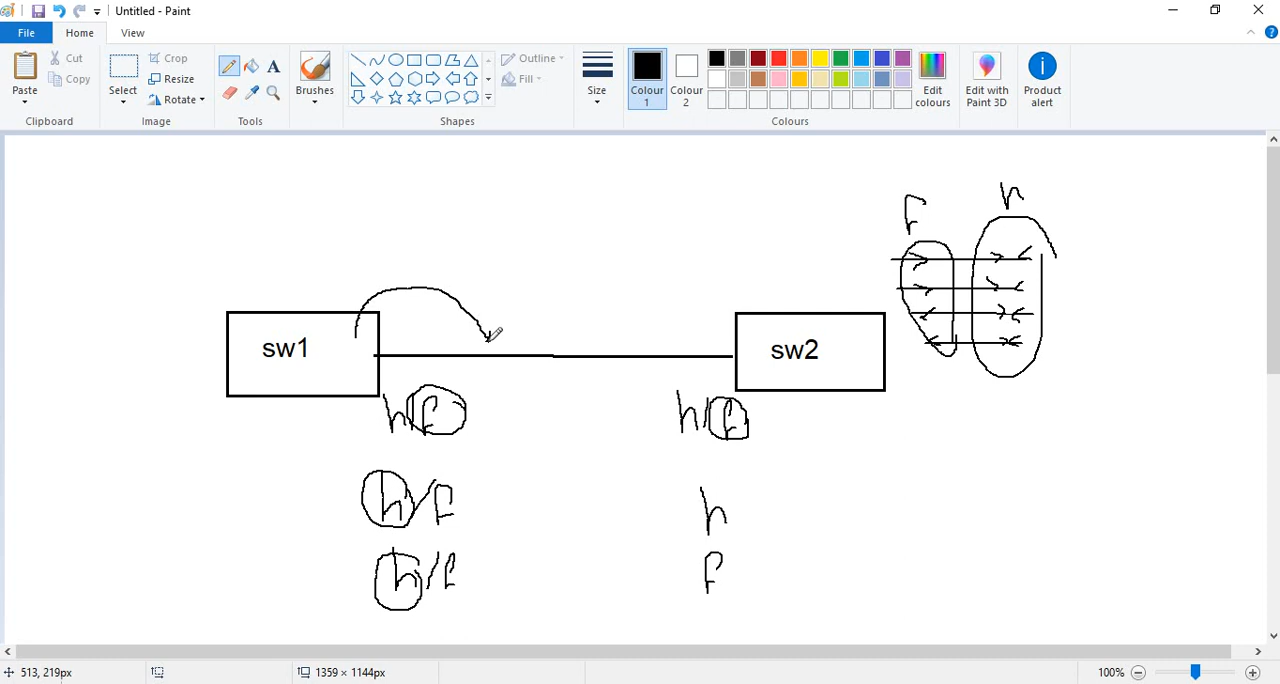 Untitled - Paint
File Home View
Paste
Cut
Copy
Clipboard
Select
Crop
Resize
Rotate
Image
A
Tools
Brushes
Outline
Fill
Shapes
Size
Colour 1
Colour 2
Edit colours
Colours
Edit with Paint 3D
Product alert
F h
sw1 sw2
h/f h/f
h/f h
h/f f
513, 219px 1359 × 1144px 100%